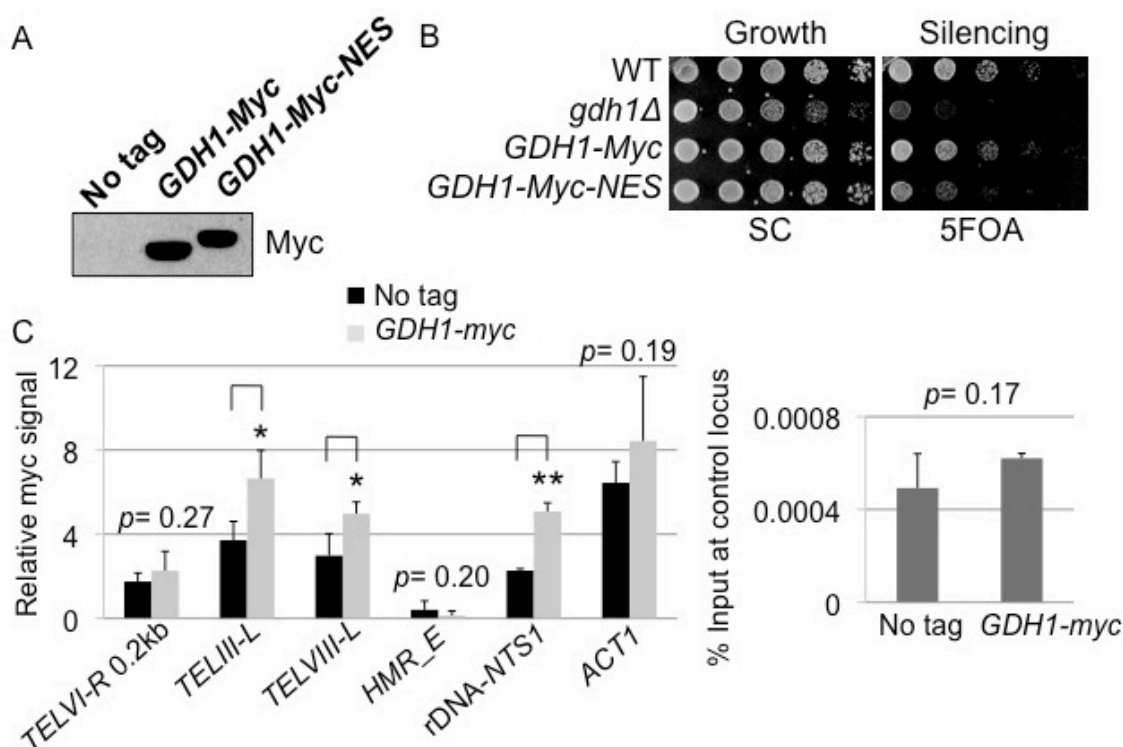 A
No tag
GDH1-Myc
GDH1-Myc-NES
Myc
B
Growth Silencing
WT
gdh1Δ
GDH1-Myc
GDH1-Myc-NES
SC 5FOA
C
No tag
GDH1-myc
Relative myc signal
12
8
4
0
p= 0.27
*
*
p= 0.20
**
p= 0.19
TELVI-R 0.2kb
TELIII-L
TELVIII-L
HMR_E
rDNA-NTS1
ACT1
% Input at control locus
0.0008
0.0004
0
p= 0.17
No tag GDH1-myc